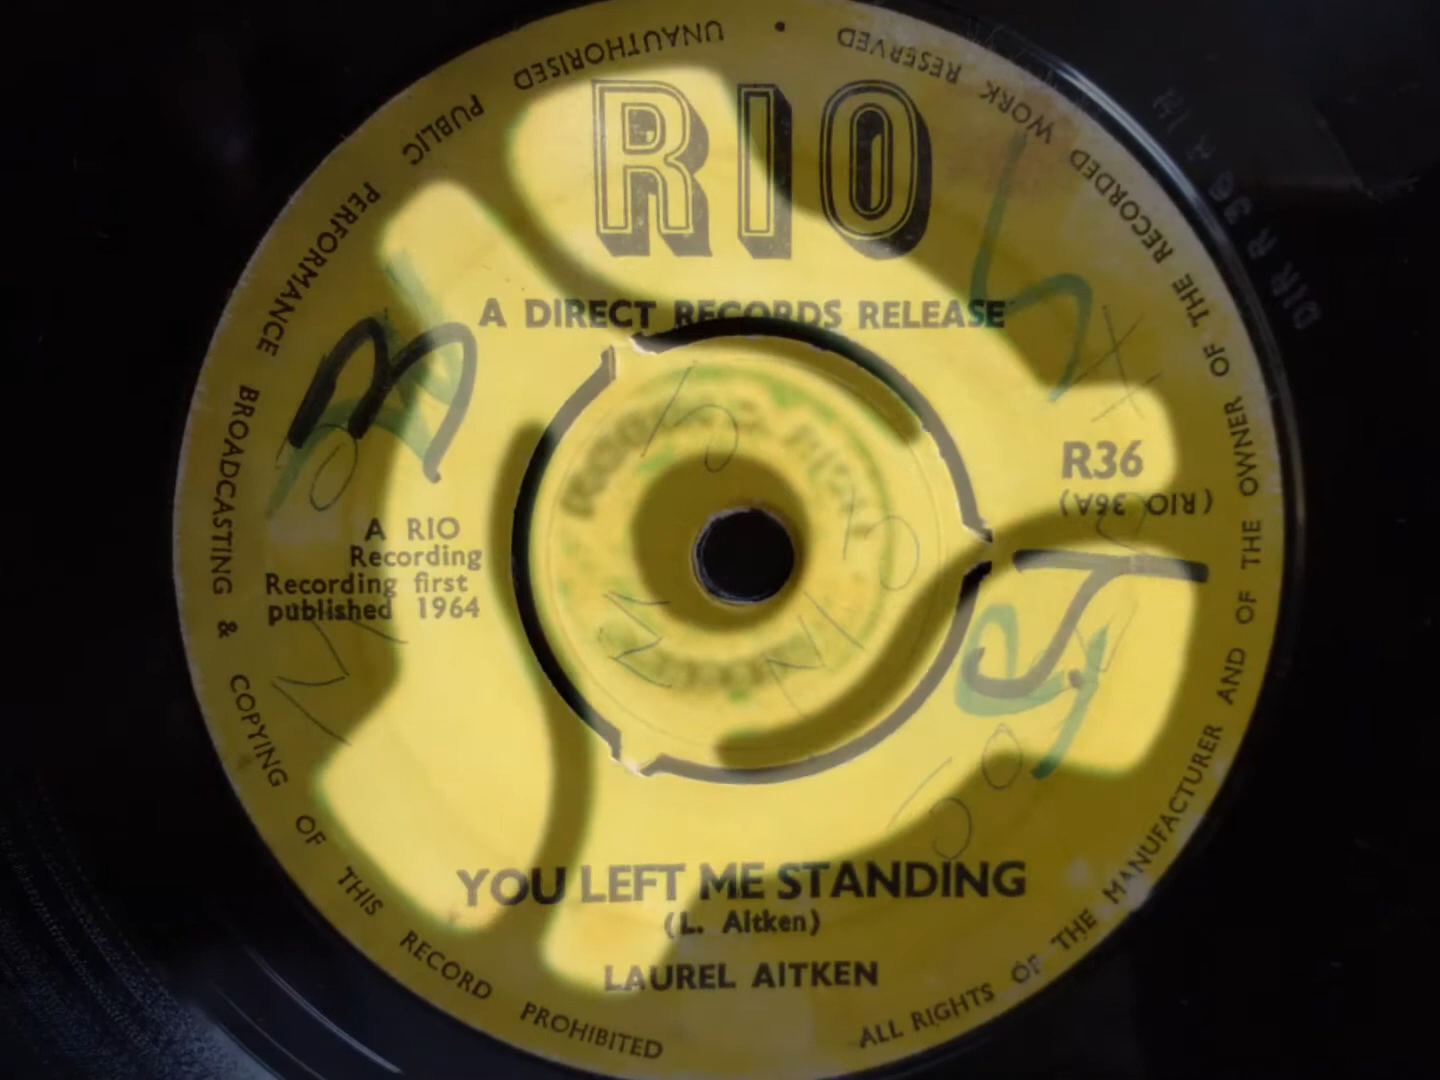 RIO
A DIRECT RECORDS RELEASE
R36
(RIO 36A)
A RIO
Recording
Recording first
published 1964
YOU LEFT ME STANDING
(L. Aitken)
LAUREL AITKEN
ALL RIGHTS OF THE MANUFACTURER AND OF THE OWNER OF THE RECORDED WORK RESERVED • UNAUTHORISED PUBLIC PERFORMANCE BROADCASTING & COPYING OF THIS RECORD PROHIBITED
DIR R 36